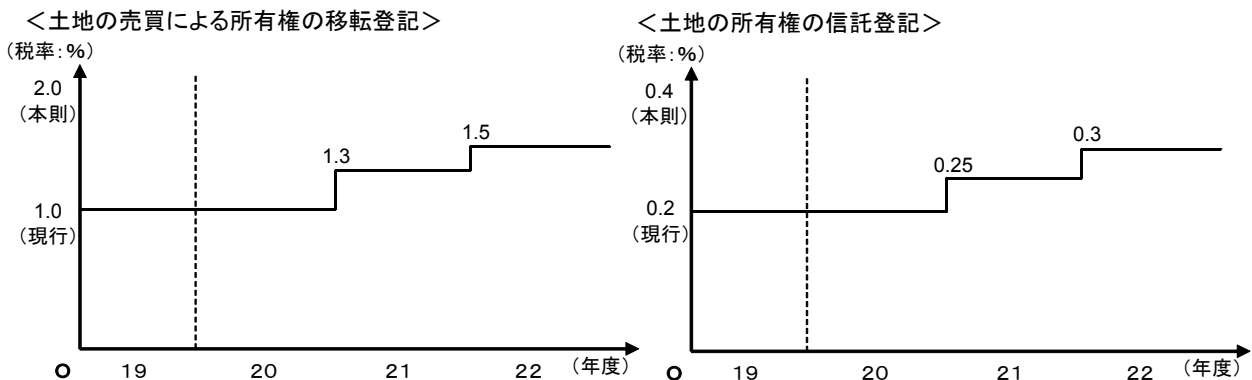 ＜土地の売買による所有権の移転登記＞
（税率：％）
2.0
（本則）
1.5
1.3
1.0
（現行）
O 19 20 21 22 （年度）
＜土地の所有権の信託登記＞
（税率：％）
0.4
（本則）
0.3
0.25
0.2
（現行）
O 19 20 21 22 （年度）